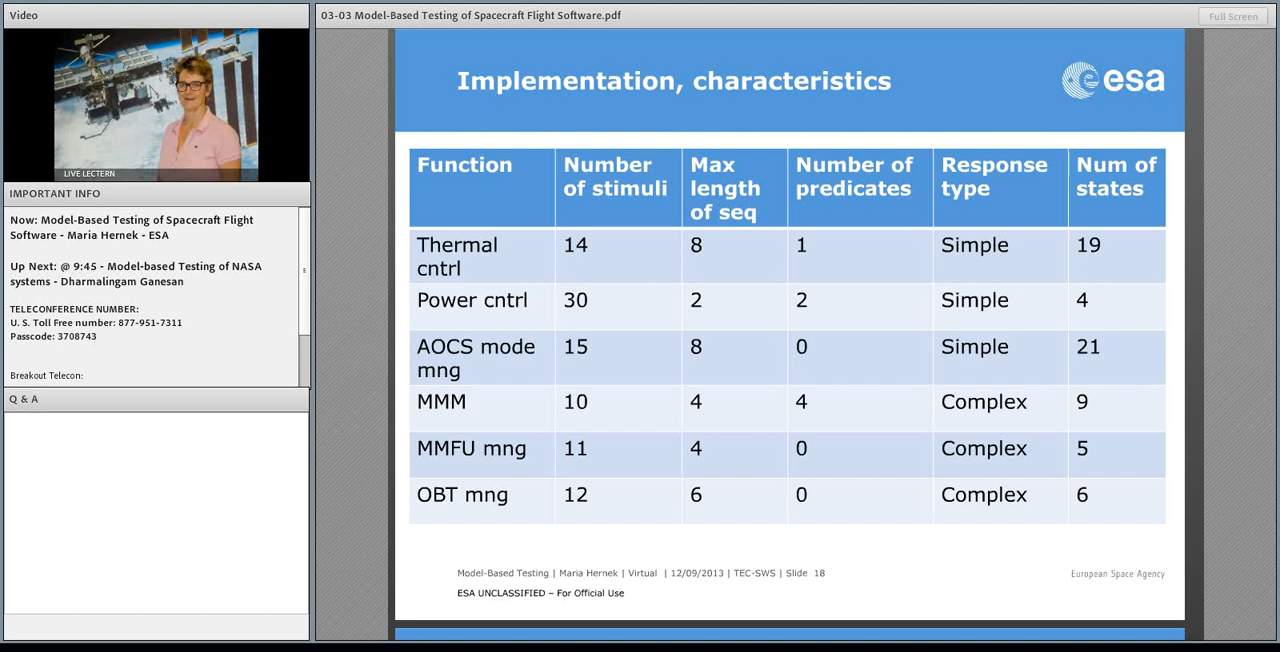 Video
LIVE LECTERN
IMPORTANT INFO
Now: Model-Based Testing of Spacecraft Flight
Software - Maria Hernek - ESA
Up Next: @ 9:45 - Model-based Testing of NASA
systems - Dharmalingam Ganesan
TELECONFERENCE NUMBER:
U. S. Toll Free number: 877-951-7311
Passcode: 3708743
Breakout Telecon:
Q & A
03-03 Model-Based Testing of Spacecraft Flight Software.pdf
Full Screen
Implementation, characteristics
esa
Function Number of stimuli Max length of seq Number of predicates Response type Num of states
Thermal cntrl 14 8 1 Simple 19
Power cntrl 30 2 2 Simple 4
AOCS mode mng 15 8 0 Simple 21
MMM 10 4 4 Complex 9
MMFU mng 11 4 0 Complex 5
OBT mng 12 6 0 Complex 6
Model-Based Testing | Maria Hernek | Virtual | 12/09/2013 | TEC-SWS | Slide 18
European Space Agency
ESA UNCLASSIFIED – For Official Use